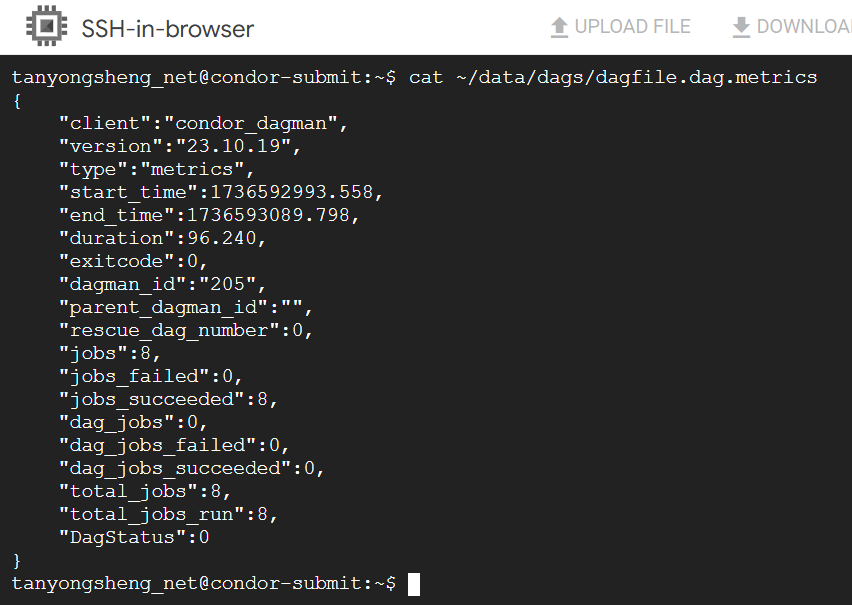 SSH-in-browser UPLOAD FILE DOWNLOA
tanyongsheng_net@condor-submit:~$ cat ~/data/dags/dagfile.dag.metrics
{
    "client":"condor_dagman",
    "version":"23.10.19",
    "type":"metrics",
    "start_time":1736592993.558,
    "end_time":1736593089.798,
    "duration":96.240,
    "exitcode":0,
    "dagman_id":"205",
    "parent_dagman_id":"",
    "rescue_dag_number":0,
    "jobs":8,
    "jobs_failed":0,
    "jobs_succeeded":8,
    "dag_jobs":0,
    "dag_jobs_failed":0,
    "dag_jobs_succeeded":0,
    "total_jobs":8,
    "total_jobs_run":8,
    "DagStatus":0
}
tanyongsheng_net@condor-submit:~$